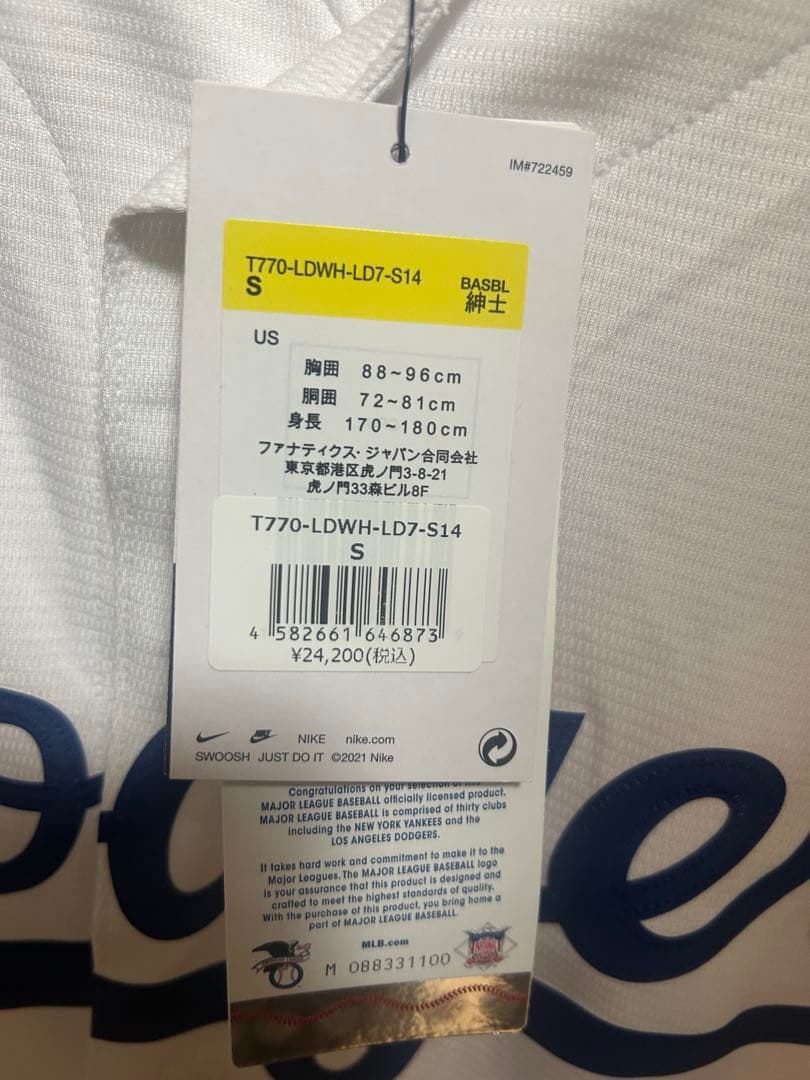 IM#722459
T770-LDWH-LD7-S14
S
BASBL
紳士
US
胸囲 88~96cm
胴囲 72~81cm
身長 170~180cm
ファナティクス・ジャパン合同会社
東京都港区虎ノ門3-8-21
虎ノ門33森ビル8F
T770-LDWH-LD7-S14
S
4 582661 646873
¥24,200(税込)
NIKE nike.com
SWOOSH JUST DO IT ©2021 Nike
Congratulations on your selection of this
MAJOR LEAGUE BASEBALL officially licensed product.
MAJOR LEAGUE BASEBALL is comprised of thirty clubs
including the NEW YORK YANKEES and the
LOS ANGELES DODGERS.
It takes hard work and commitment to make it to the
Major Leagues. The MAJOR LEAGUE BASEBALL logo
is your assurance that this product is designed and
crafted to meet the highest standards of quality.
With the purchase of this product, you bring home a
part of MAJOR LEAGUE BASEBALL.
MLB.com
M 088331100